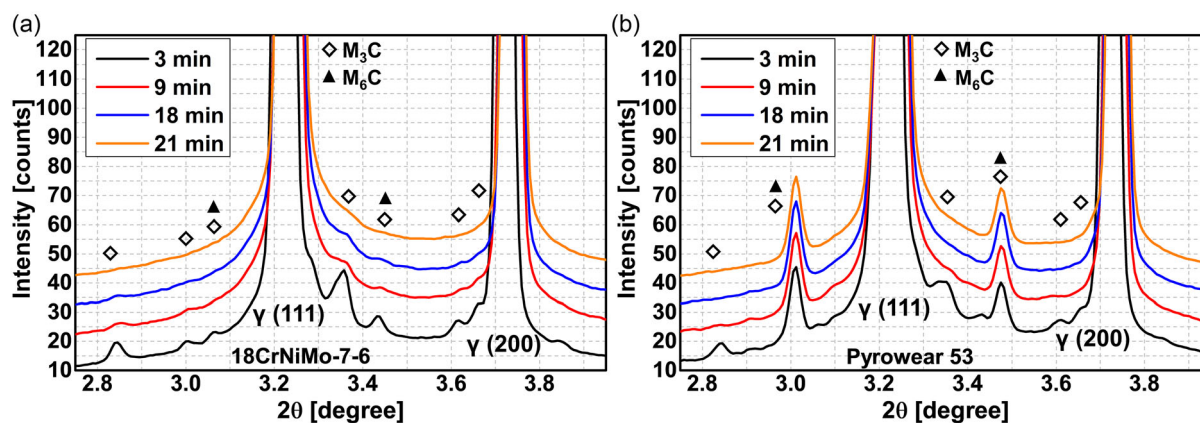 (a)
Intensity [counts]
120
110
100
90
80
70
60
50
40
30
20
10
3 min
9 min
18 min
21 min
M₃C
M₆C
γ (111)
γ (200)
18CrNiMo-7-6
2.8 3.0 3.2 3.4 3.6 3.8
2θ [degree]
(b)
Intensity [counts]
120
110
100
90
80
70
60
50
40
30
20
10
3 min
9 min
18 min
21 min
M₃C
M₆C
γ (111)
γ (200)
Pyrowear 53
2.8 3.0 3.2 3.4 3.6 3.8
2θ [degree]